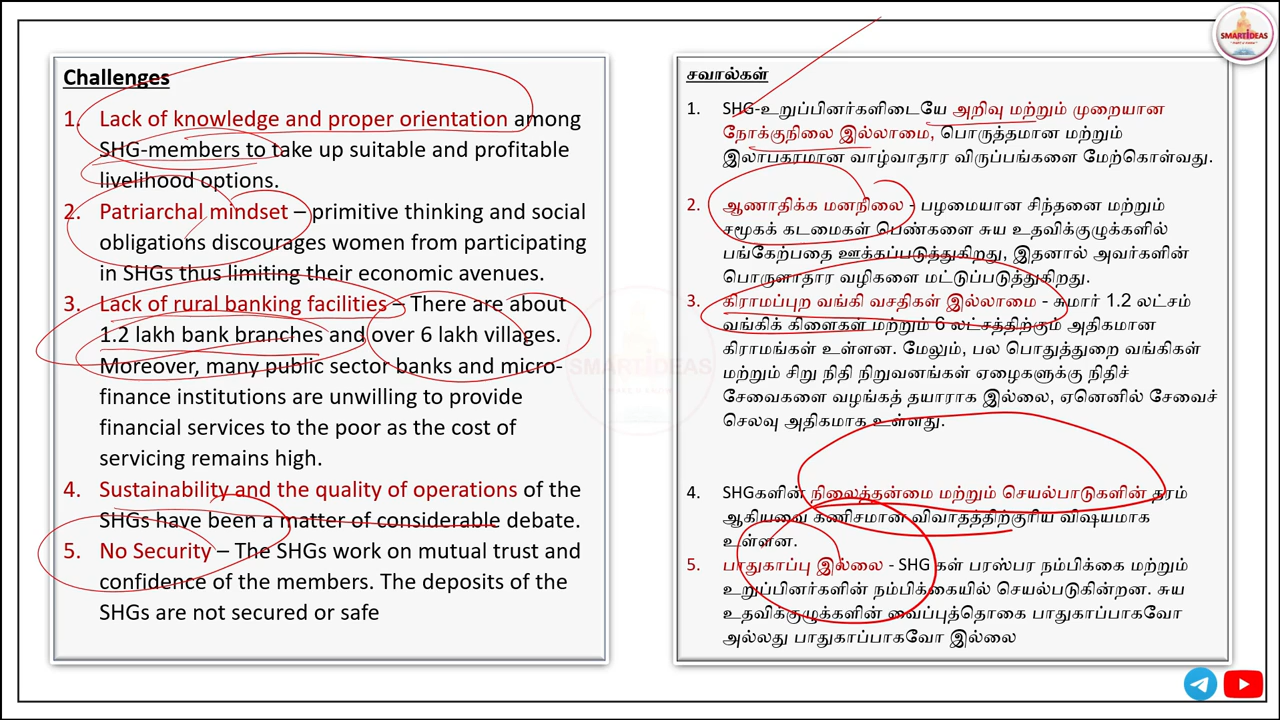 SMARTIDEAS
Challenges
1. Lack of knowledge and proper orientation among
SHG-members to take up suitable and profitable
livelihood options.
2. Patriarchal mindset – primitive thinking and social
obligations discourages women from participating
in SHGs thus limiting their economic avenues.
3. Lack of rural banking facilities – There are about
1.2 lakh bank branches and over 6 lakh villages.
Moreover, many public sector banks and micro-
finance institutions are unwilling to provide
financial services to the poor as the cost of
servicing remains high.
4. Sustainability and the quality of operations of the
SHGs have been a matter of considerable debate.
5. No Security – The SHGs work on mutual trust and
confidence of the members. The deposits of the
SHGs are not secured or safe
சவால்கள்
1. SHG-உறுப்பினர்களிடையே அறிவு மற்றும் முறையான
நோக்குநிலை இல்லாமை, பொருத்தமான மற்றும்
இலாபகரமான வாழ்வாதார விருப்பங்களை மேற்கொள்வது.
2. ஆணாதிக்க மனநிலை - பழமையான சிந்தனை மற்றும்
சமூகக் கடமைகள் பெண்களை சுய உதவிக்குழுக்களில்
பங்கேற்பதை ஊக்கப்படுத்துகிறது, இதனால் அவர்களின்
பொருளாதார வழிகளை மட்டுப்படுத்துகிறது.
3. கிராமப்புற வங்கி வசதிகள் இல்லாமை - சுமார் 1.2 லட்சம்
வங்கிக் கிளைகள் மற்றும் 6 லட்சத்திற்கும் அதிகமான
கிராமங்கள் உள்ளன. மேலும், பல பொதுத்துறை வங்கிகள்
மற்றும் சிறு நிதி நிறுவனங்கள் ஏழைகளுக்கு நிதிச்
சேவைகளை வழங்கத் தயாராக இல்லை, ஏனெனில் சேவைச்
செலவு அதிகமாக உள்ளது.
4. SHGகளின் நிலைத்தன்மை மற்றும் செயல்பாடுகளின் தரம்
ஆகியவை கணிசமான விவாதத்திற்குரிய விஷயமாக
உள்ளன.
5. பாதுகாப்பு இல்லை - SHG கள் பரஸ்பர நம்பிக்கை மற்றும்
உறுப்பினர்களின் நம்பிக்கையில் செயல்படுகின்றன. சுய
உதவிக்குழுக்களின் வைப்புத்தொகை பாதுகாப்பாகவோ
அல்லது பாதுகாப்பாகவோ இல்லை
SMARTIDEAS